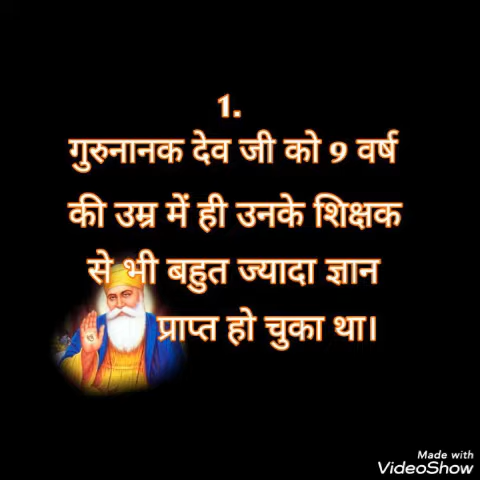 1.
गुरुनानक देव जी को 9 वर्ष
की उम्र में ही उनके शिक्षक
से भी बहुत ज्यादा ज्ञान
प्राप्त हो चुका था।
Made with
VideoShow